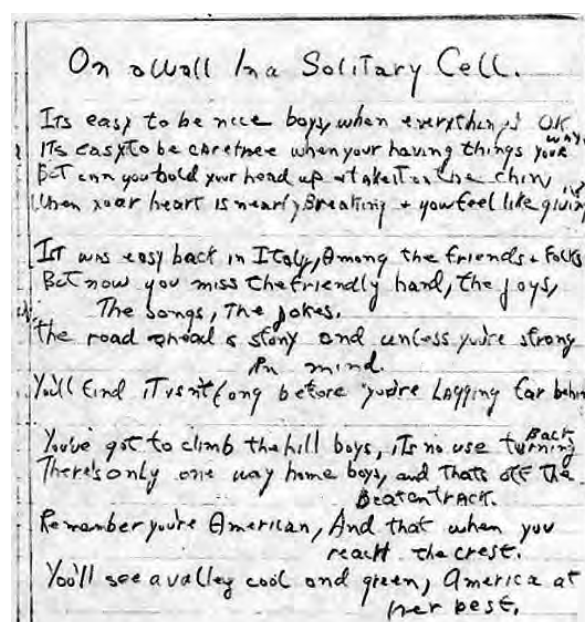 On a Wall In a Solitary Cell.
Its easy to be nice boys, when everything's OK
Its easy to be carefree when your having things your way.
But can you hold your head up + take it on the chin,
When your heart is nearly breaking + you feel like givin in
It was easy back in Italy, Among the friends + Folks
But now you miss the friendly hand, the joys,
The songs, The jokes.
The road ahead is stony and unless you're strong
in mind.
You'll find it isn't long before you're Lagging far behin
You've got to climb the hill boys, its no use turning Back
There's only one way home boys, and thats off the
Beaten track.
Remember you're American, And that when you
reach the crest.
You'll see a valley cool and green, America at
her best.